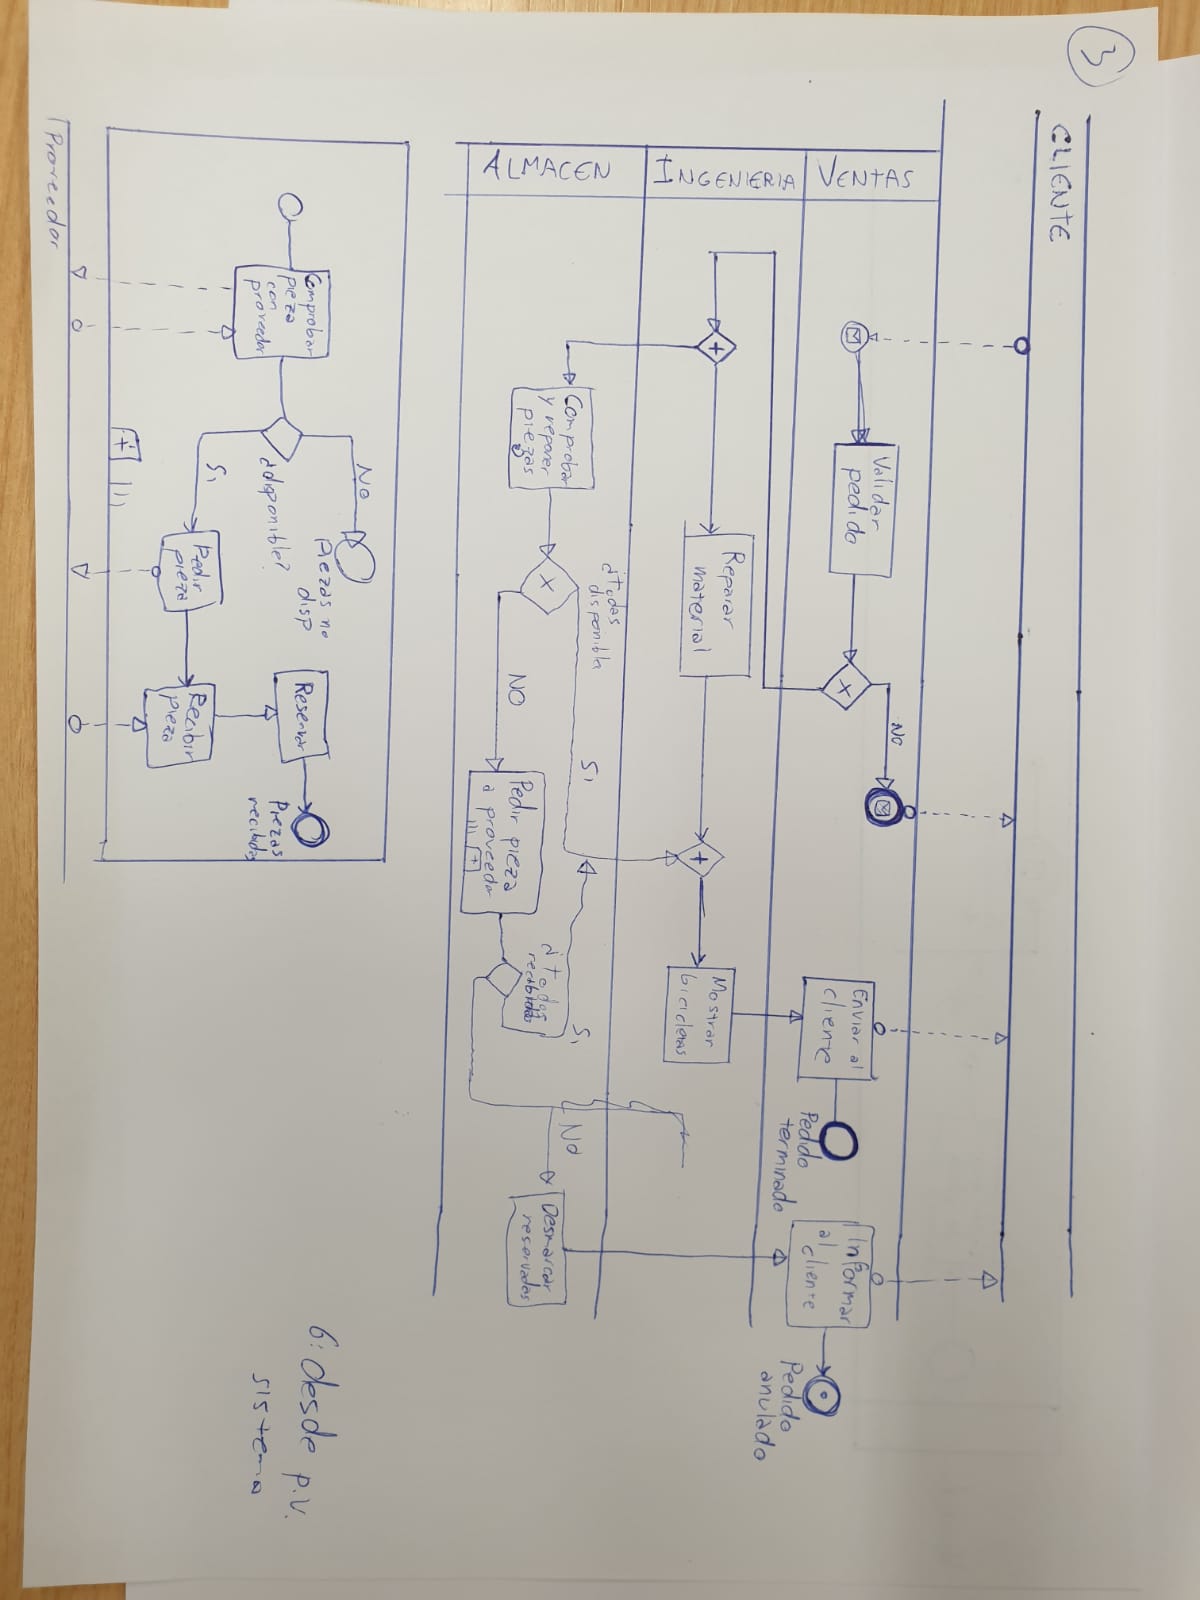 3
CLIENTE
VENTAS
Validar
pedido
NO
Enviar al
cliente
Pedido
terminado
Informar
al cliente
Pedido
anulado
INGENIERIA
+
Reparar
material
+
Mostrar
bicicletas
ALMACEN
Comprobar
y reparar
piezas
X
¿todas
disponibla
SI
NO
Pedir pieza
a proveedor
+
¿todas
recibidas
SI
NO
Desmarcar
reservadas
Comprobar
pieza
con
proveedor
¿disponible?
NO
Piezas no
disp
Si
Pedir
pieza
Recibir
pieza
Reservar
Piezas
recibidas
+
Proveedor
6: desde p.v.
sistema